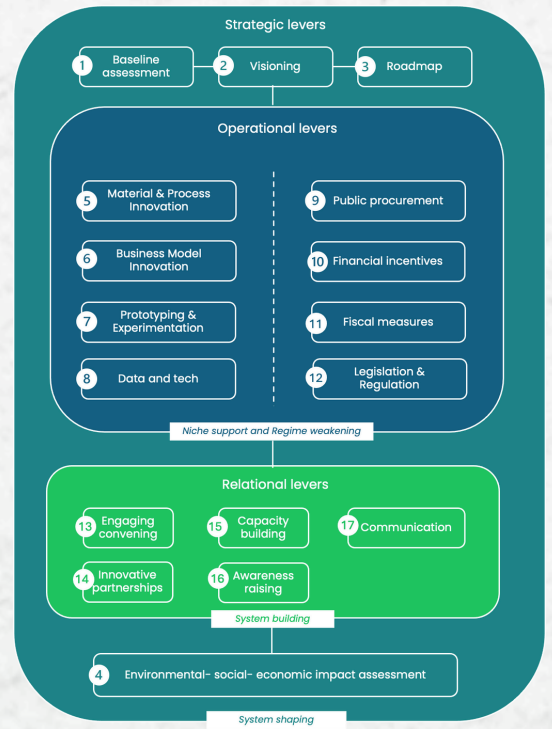 Strategic levers
1
Baseline
assessment
2
Visioning
3
Roadmap
Operational levers
5
Material & Process
Innovation
9
Public procurement
6
Business Model
Innovation
10
Financial incentives
7
Prototyping &
Experimentation
11
Fiscal measures
8
Data and tech
12
Legislation &
Regulation
Niche support and Regime weakening
Relational levers
13
Engaging
convening
15
Capacity
building
17
Communication
14
Innovative
partnerships
16
Awareness
raising
System building
4
Environmental- social- economic impact assessment
System shaping